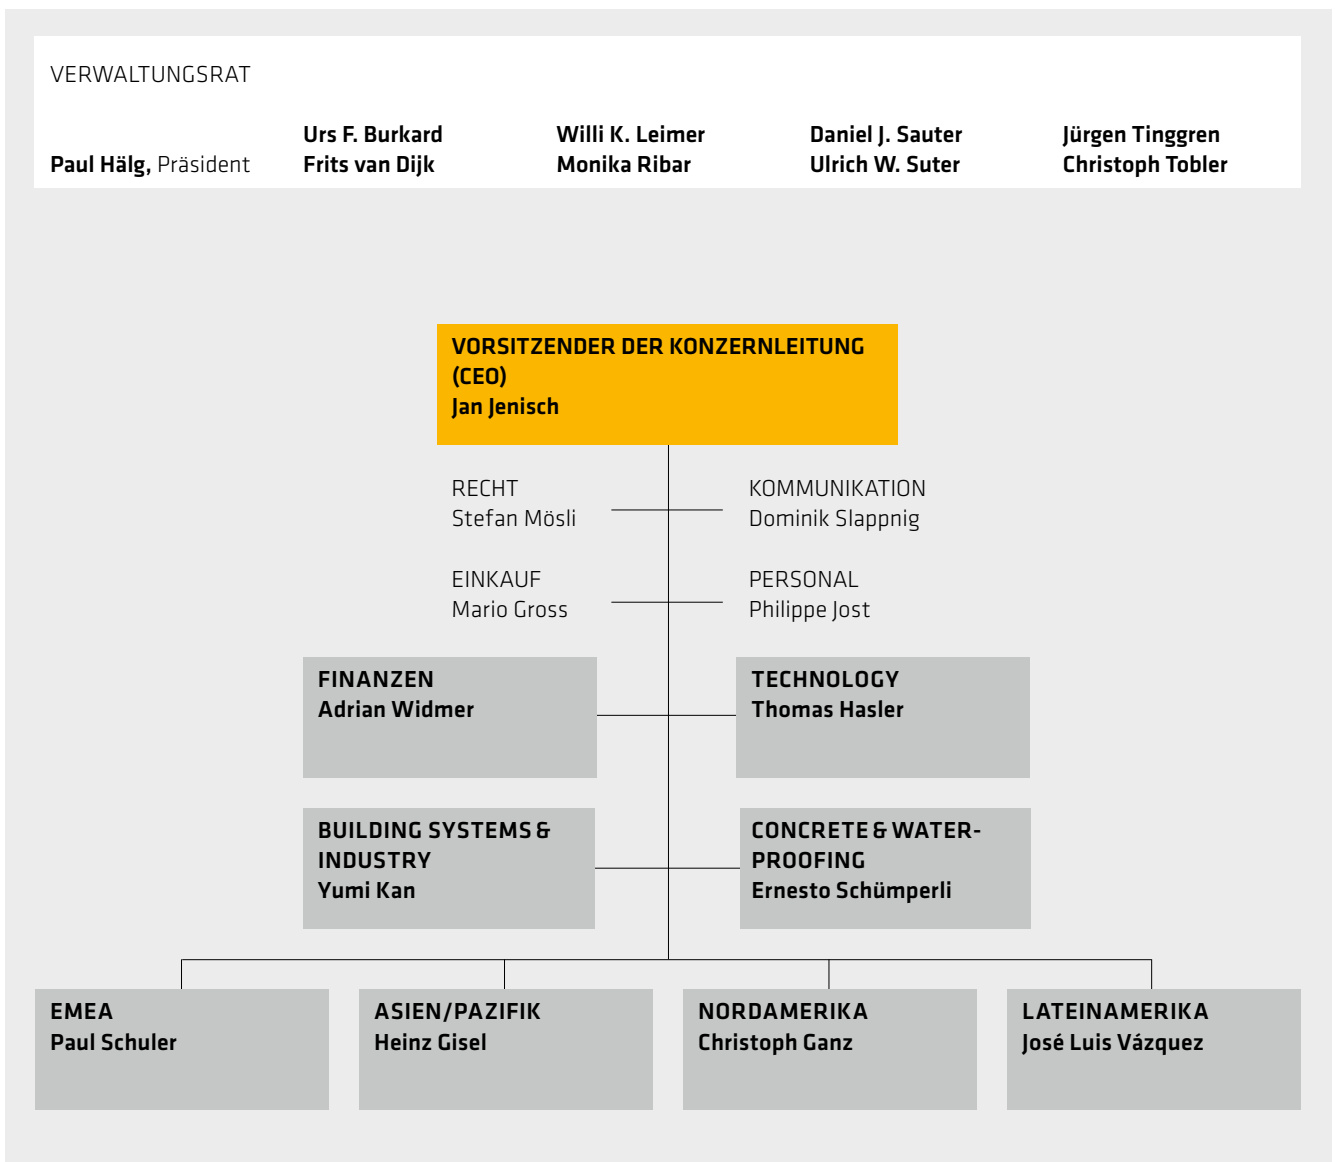 VERWALTUNGSRAT
Paul Hälg, Präsident
Urs F. Burkard
Frits van Dijk
Willi K. Leimer
Monika Ribar
Daniel J. Sauter
Ulrich W. Suter
Jürgen Tinggren
Christoph Tobler
VORSITZENDER DER KONZERNLEITUNG
(CEO)
Jan Jenisch
RECHT
Stefan Mösli
KOMMUNIKATION
Dominik Slappnig
EINKAUF
Mario Gross
PERSONAL
Philippe Jost
FINANZEN
Adrian Widmer
TECHNOLOGY
Thomas Hasler
BUILDING SYSTEMS &
INDUSTRY
Yumi Kan
CONCRETE & WATER-
PROOFING
Ernesto Schümperli
EMEA
Paul Schuler
ASIEN/PAZIFIK
Heinz Gisel
NORDAMERIKA
Christoph Ganz
LATEINAMERIKA
José Luis Vázquez